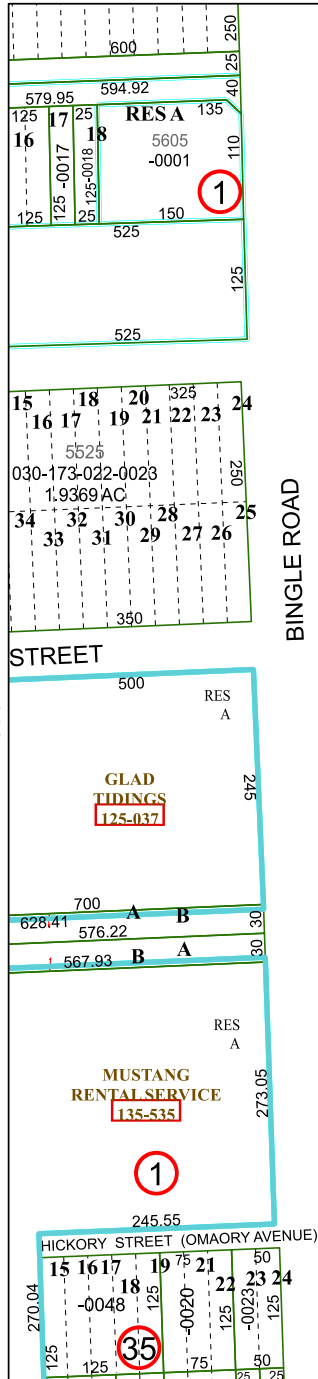 600
250
25
594.92
40
579.95
125 17 25 RES A 135
16 18 5605
-0001
110
-0017
125
125-0018
1
125 25 150
525
125
525
15 18 20 325 24
16 17 19 21 22 23
5525
030-173-022-0023
1.9369 AC
250
34 32 30 28 25
33 31 29 27 26
350
BINGLE ROAD
STREET
500
RES
A
GLAD
TIDINGS
125-037
245
700
628.41 A B
576.22
30
B A
567.93
30
RES
A
MUSTANG
RENTAL SERVICE
135-535
273.05
1
245.55
HICKORY STREET (OMAORY AVENUE)
15 16 17 19 75 21 50
18 22 23 24
-0048
125
-0020
125
-0023
125
270.04
125
35
125 75 50
25 25